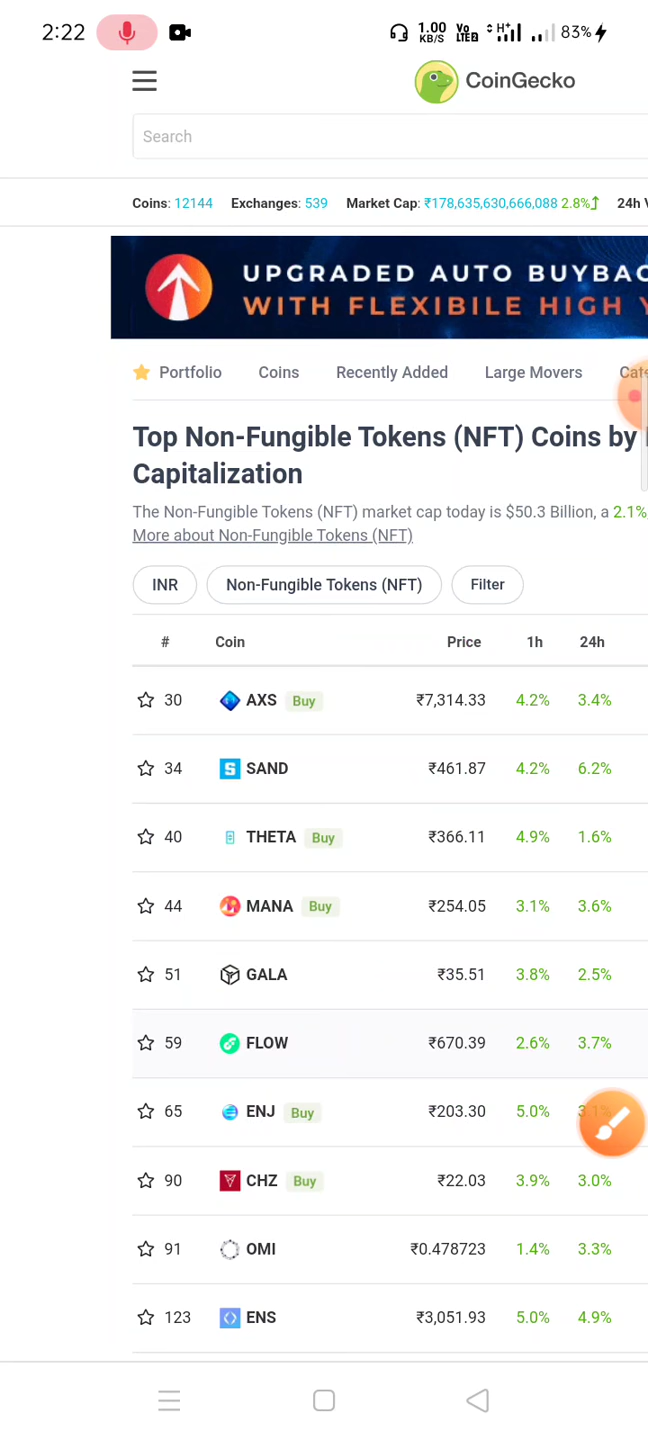 2:22 1.00 KB/S Vo LTE2 H+ 83%
CoinGecko
Search
Coins: 12144 Exchanges: 539 Market Cap: ₹178,635,630,666,088 2.8% 24h
UPGRADED AUTO BUYBAC
WITH FLEXIBILE HIGH
Portfolio Coins Recently Added Large Movers
Top Non-Fungible Tokens (NFT) Coins by
Capitalization
The Non-Fungible Tokens (NFT) market cap today is $50.3 Billion, a 2.1%
More about Non-Fungible Tokens (NFT)
INR Non-Fungible Tokens (NFT) Filter
# Coin Price 1h 24h
30 AXS Buy ₹7,314.33 4.2% 3.4%
34 SAND ₹461.87 4.2% 6.2%
40 THETA Buy ₹366.11 4.9% 1.6%
44 MANA Buy ₹254.05 3.1% 3.6%
51 GALA ₹35.51 3.8% 2.5%
59 FLOW ₹670.39 2.6% 3.7%
65 ENJ Buy ₹203.30 5.0% 3.1%
90 CHZ Buy ₹22.03 3.9% 3.0%
91 OMI ₹0.478723 1.4% 3.3%
123 ENS ₹3,051.93 5.0% 4.9%